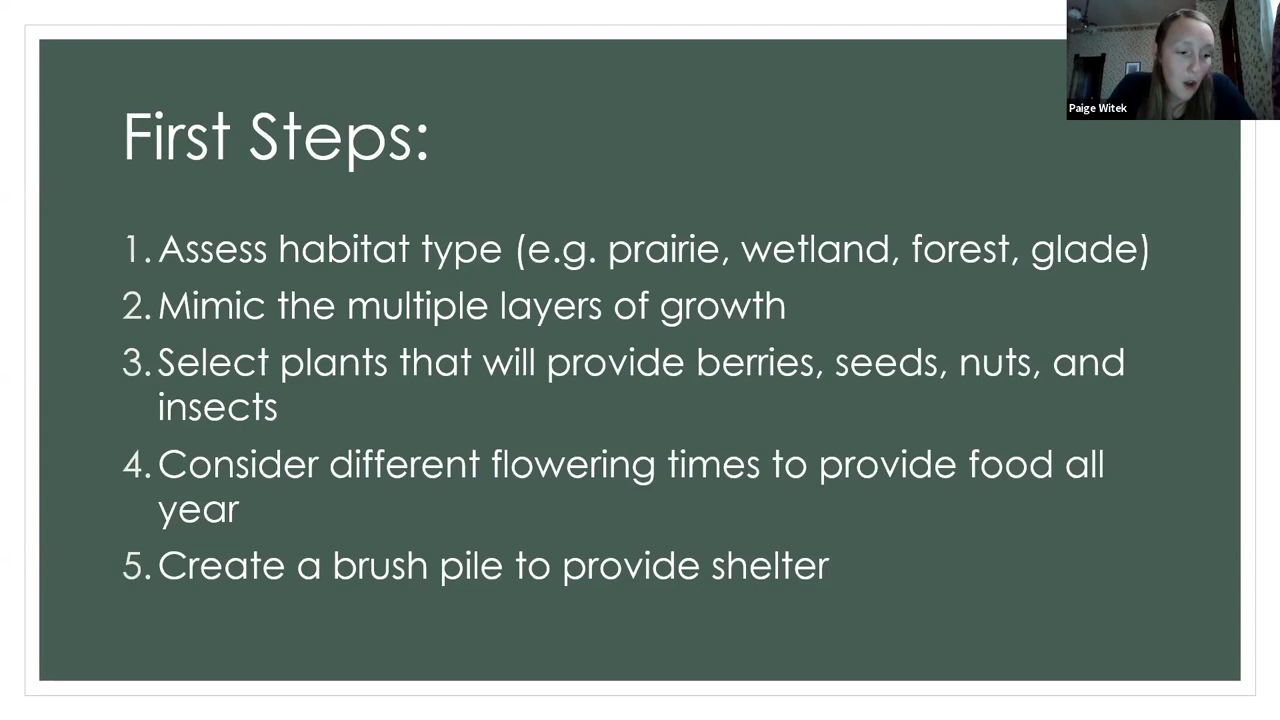 Paige Witek
First Steps:
1. Assess habitat type (e.g. prairie, wetland, forest, glade)
2. Mimic the multiple layers of growth
3. Select plants that will provide berries, seeds, nuts, and
insects
4. Consider different flowering times to provide food all
year
5. Create a brush pile to provide shelter